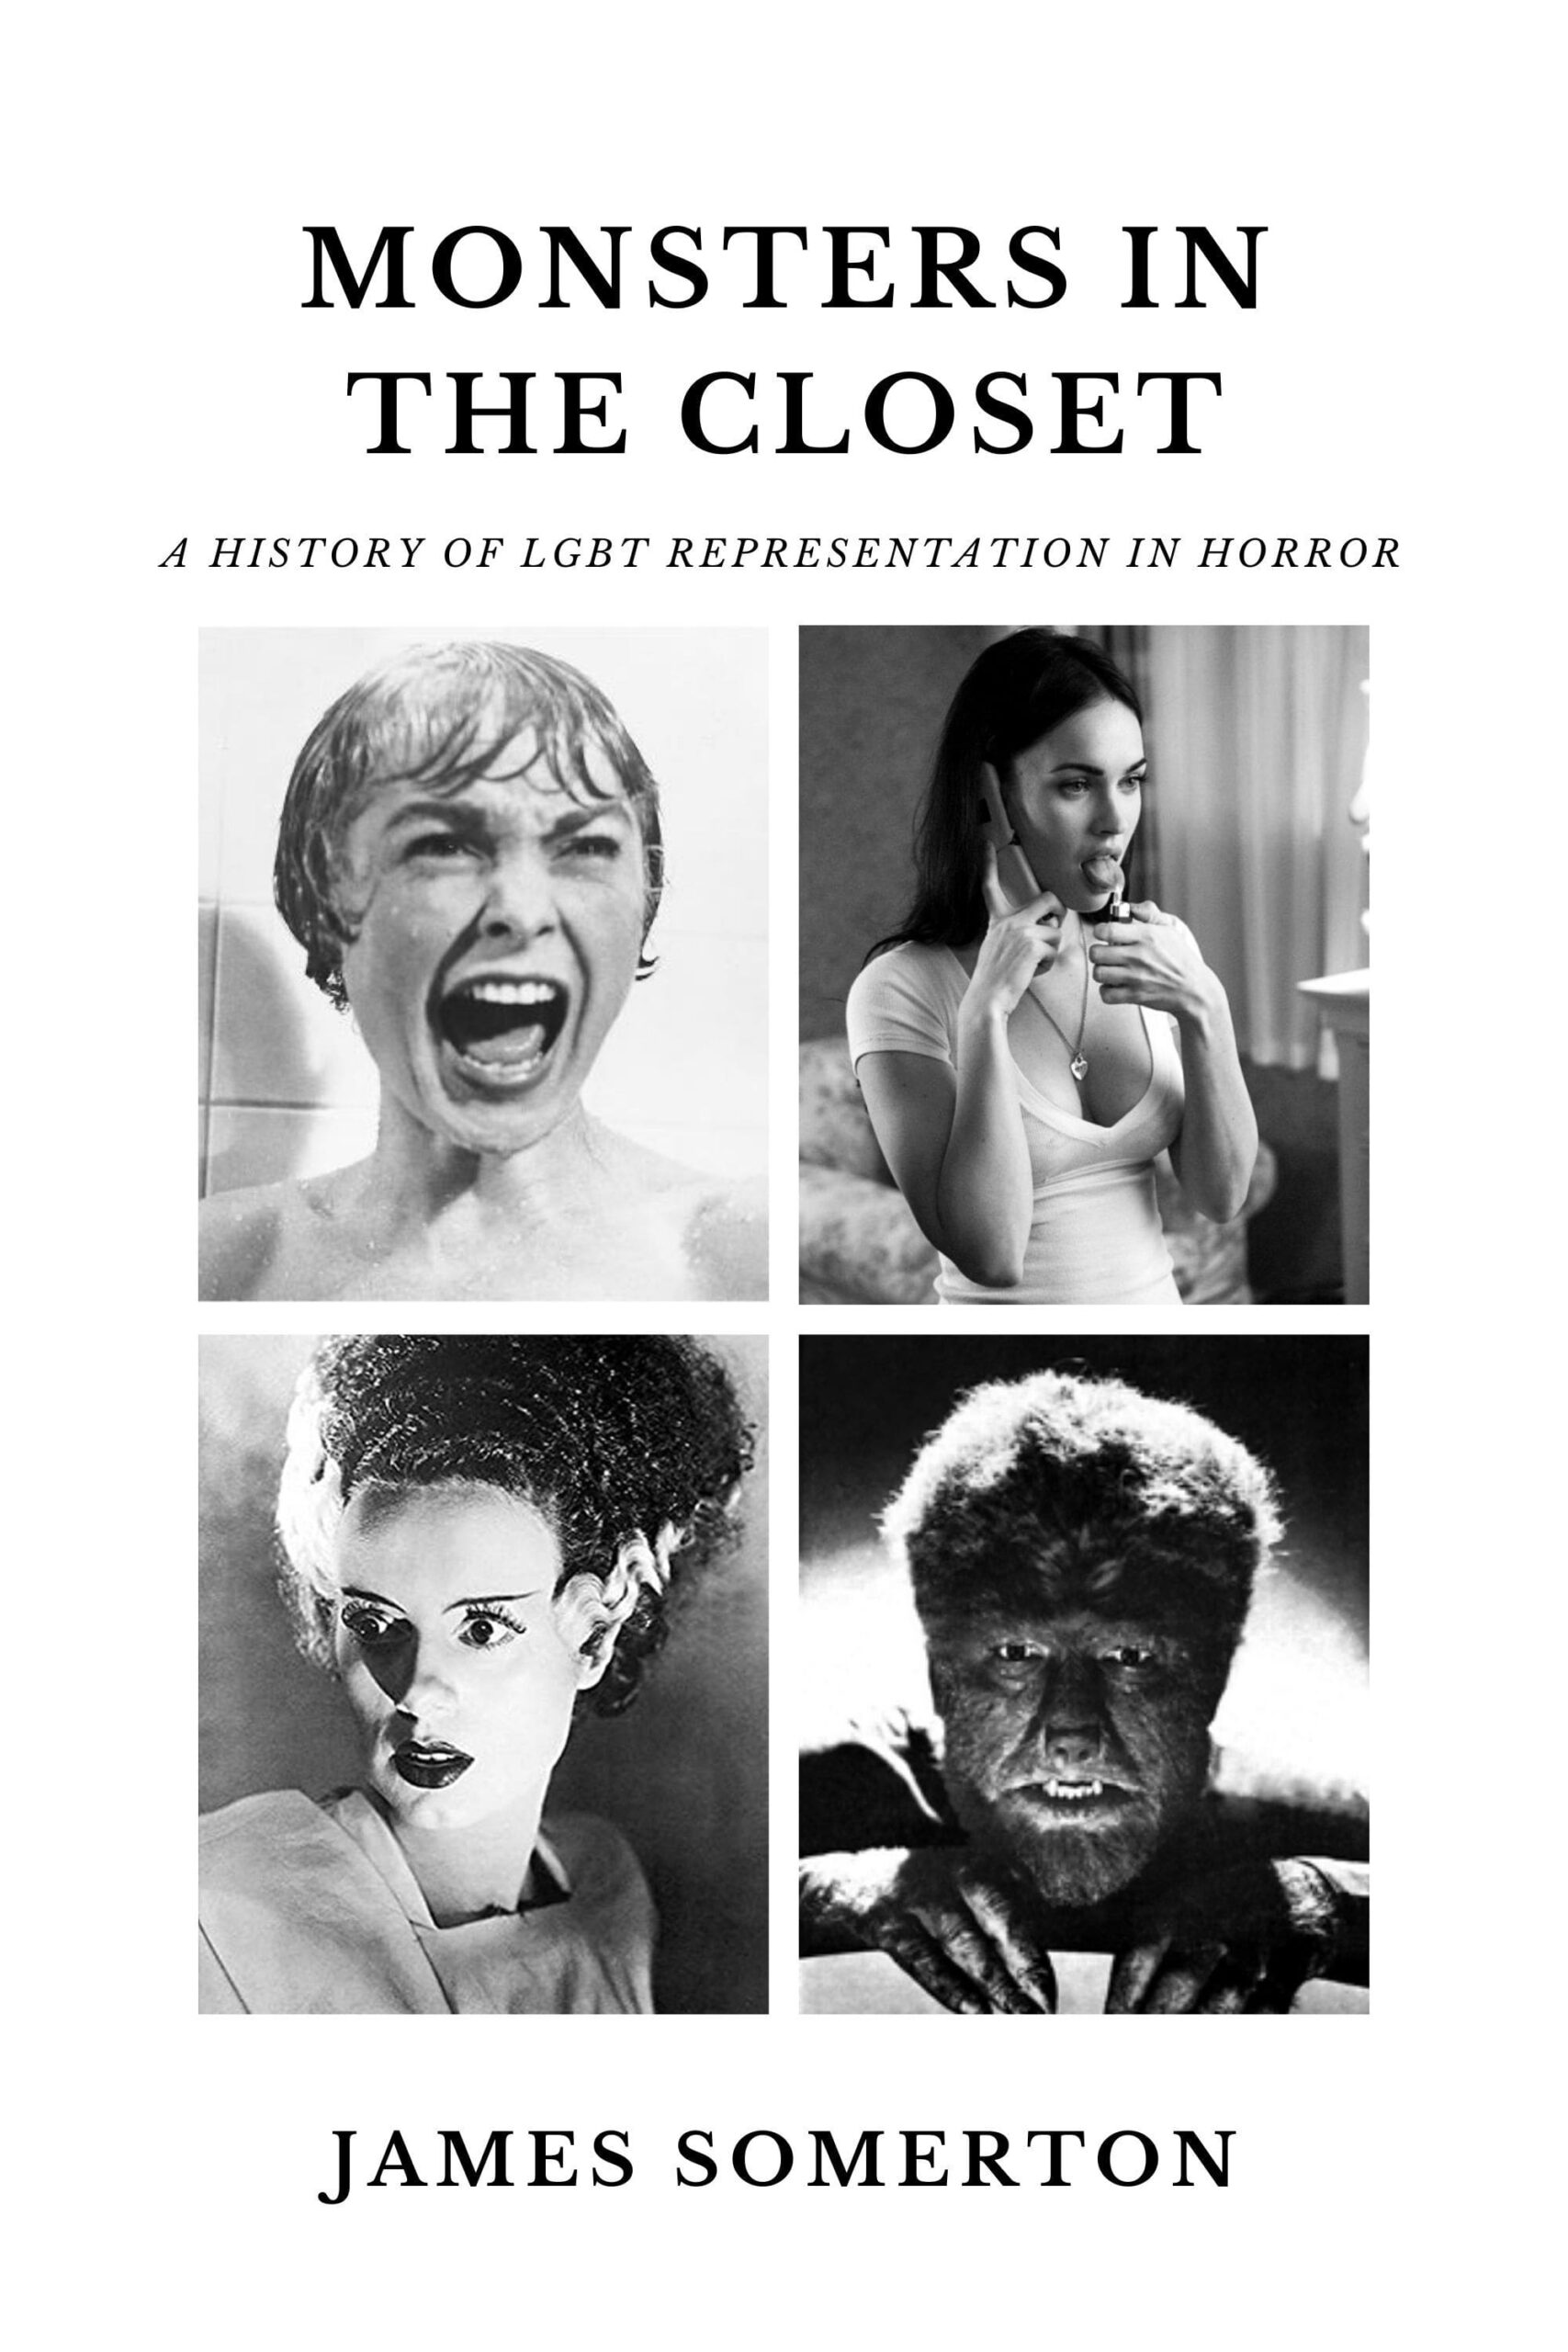 MONSTERS IN
THE CLOSET
A HISTORY OF LGBT REPRESENTATION IN HORROR
JAMES SOMERTON